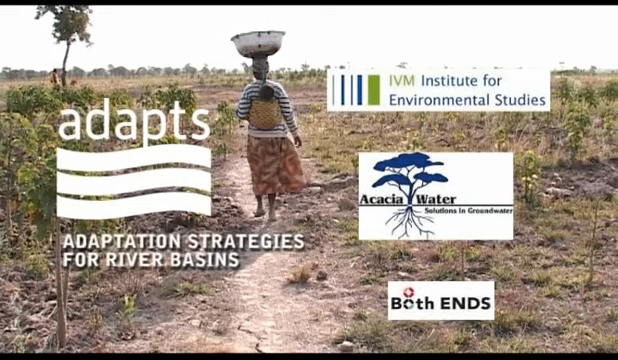 adapts
ADAPTATION STRATEGIES
FOR RIVER BASINS
IVM Institute for
Environmental Studies
Acacia Water
Solutions in Groundwater
Both ENDS